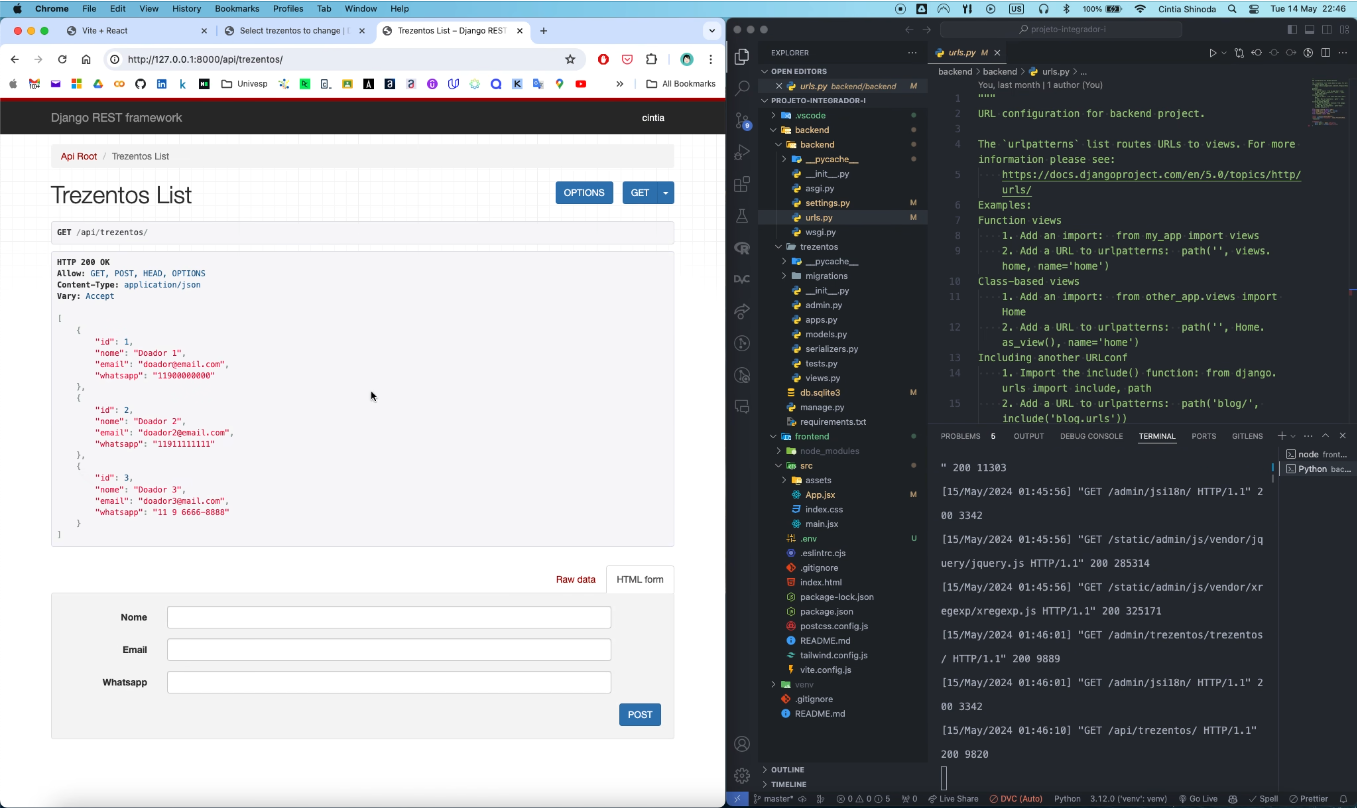 Chrome File Edit View History Bookmarks Profiles Tab Window Help
US 100% Cintia Shinoda Tue 14 May 22:46
Vite + React
Select trezentos to change |
Trezentos List – Django REST
http://127.0.0.1:8000/api/trezentos/
Univesp
All Bookmarks
Django REST framework
cintia
Api Root / Trezentos List
Trezentos List
OPTIONS
GET
GET /api/trezentos/
HTTP 200 OK
Allow: GET, POST, HEAD, OPTIONS
Content-Type: application/json
Vary: Accept
[
{
"id": 1,
"nome": "Doador 1",
"email": "doador@email.com",
"whatsapp": "11900000000"
},
{
"id": 2,
"nome": "Doador 2",
"email": "doador2@email.com",
"whatsapp": "11911111111"
},
{
"id": 3,
"nome": "Doador 3",
"email": "doador3@mail.com",
"whatsapp": "11 9 6666-8888"
}
]
Raw data
HTML form
Nome
Email
Whatsapp
POST
projeto-integrador-i
EXPLORER
OPEN EDITORS
urls.py backend/backend M
PROJETO-INTEGRADOR-I
.vscode
backend
backend
__pycache__
__init__.py
asgi.py
settings.py M
urls.py M
wsgi.py
trezentos
__pycache__
migrations
__init__.py
admin.py
apps.py
models.py
serializers.py
tests.py
views.py
db.sqlite3 M
manage.py
requirements.txt
frontend
node_modules
src
assets
App.jsx M
index.css
main.jsx
.env U
.eslintrc.cjs
.gitignore
index.html
package-lock.json
package.json
postcss.config.js
README.md
tailwind.config.js
vite.config.js
venv
.gitignore
README.md
OUTLINE
TIMELINE
urls.py M
backend > backend > urls.py > ...
You, last month | 1 author (You)
1 """
2 URL configuration for backend project.
3
4 The `urlpatterns` list routes URLs to views. For more
information please see:
5 https://docs.djangoproject.com/en/5.0/topics/http/
urls/
6 Examples:
7 Function views
8 1. Add an import: from my_app import views
9 2. Add a URL to urlpatterns: path('', views.
home, name='home')
10 Class-based views
11 1. Add an import: from other_app.views import
Home
12 2. Add a URL to urlpatterns: path('', Home.
as_view(), name='home')
13 Including another URLconf
14 1. Import the include() function: from django.
urls import include, path
15 2. Add a URL to urlpatterns: path('blog/',
include('blog.urls'))
PROBLEMS 5 OUTPUT DEBUG CONSOLE TERMINAL PORTS GITLENS
node front...
Python bac...
" 200 11303
[15/May/2024 01:45:56] "GET /admin/jsi18n/ HTTP/1.1" 2
00 3342
[15/May/2024 01:45:56] "GET /static/admin/js/vendor/jq
uery/jquery.js HTTP/1.1" 200 285314
[15/May/2024 01:45:56] "GET /static/admin/js/vendor/xr
egexp/xregexp.js HTTP/1.1" 200 325171
[15/May/2024 01:46:01] "GET /admin/trezentos/trezentos
/ HTTP/1.1" 200 9889
[15/May/2024 01:46:01] "GET /admin/jsi18n/ HTTP/1.1" 2
00 3342
[15/May/2024 01:46:10] "GET /api/trezentos/ HTTP/1.1"
200 9820
master* 0 0 5 0 Live Share DVC (Auto) Python 3.12.0 ('venv': venv) Go Live Spell Prettier